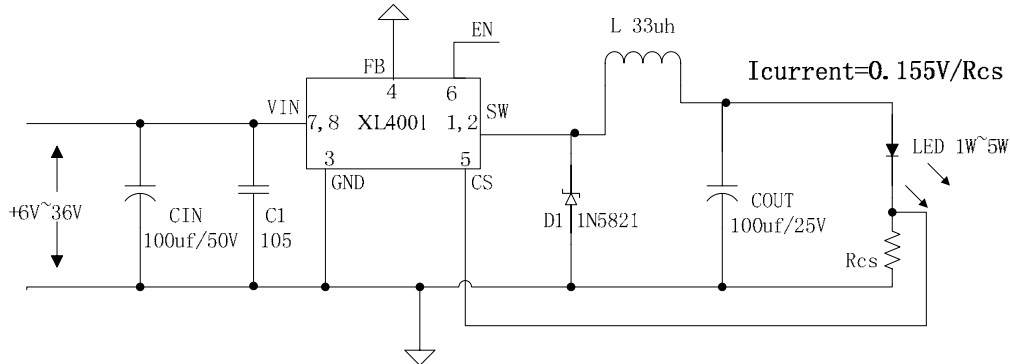 L 33uh
EN
FB
Icurrent=0.155V/Rcs
4
6
VIN
SW
7,8 XL4001 1,2
3
5
LED 1W~5W
GND
CS
+6V~36V
CIN
100uf/50V
C1
105
D1 1N5821
COUT
100uf/25V
Rcs